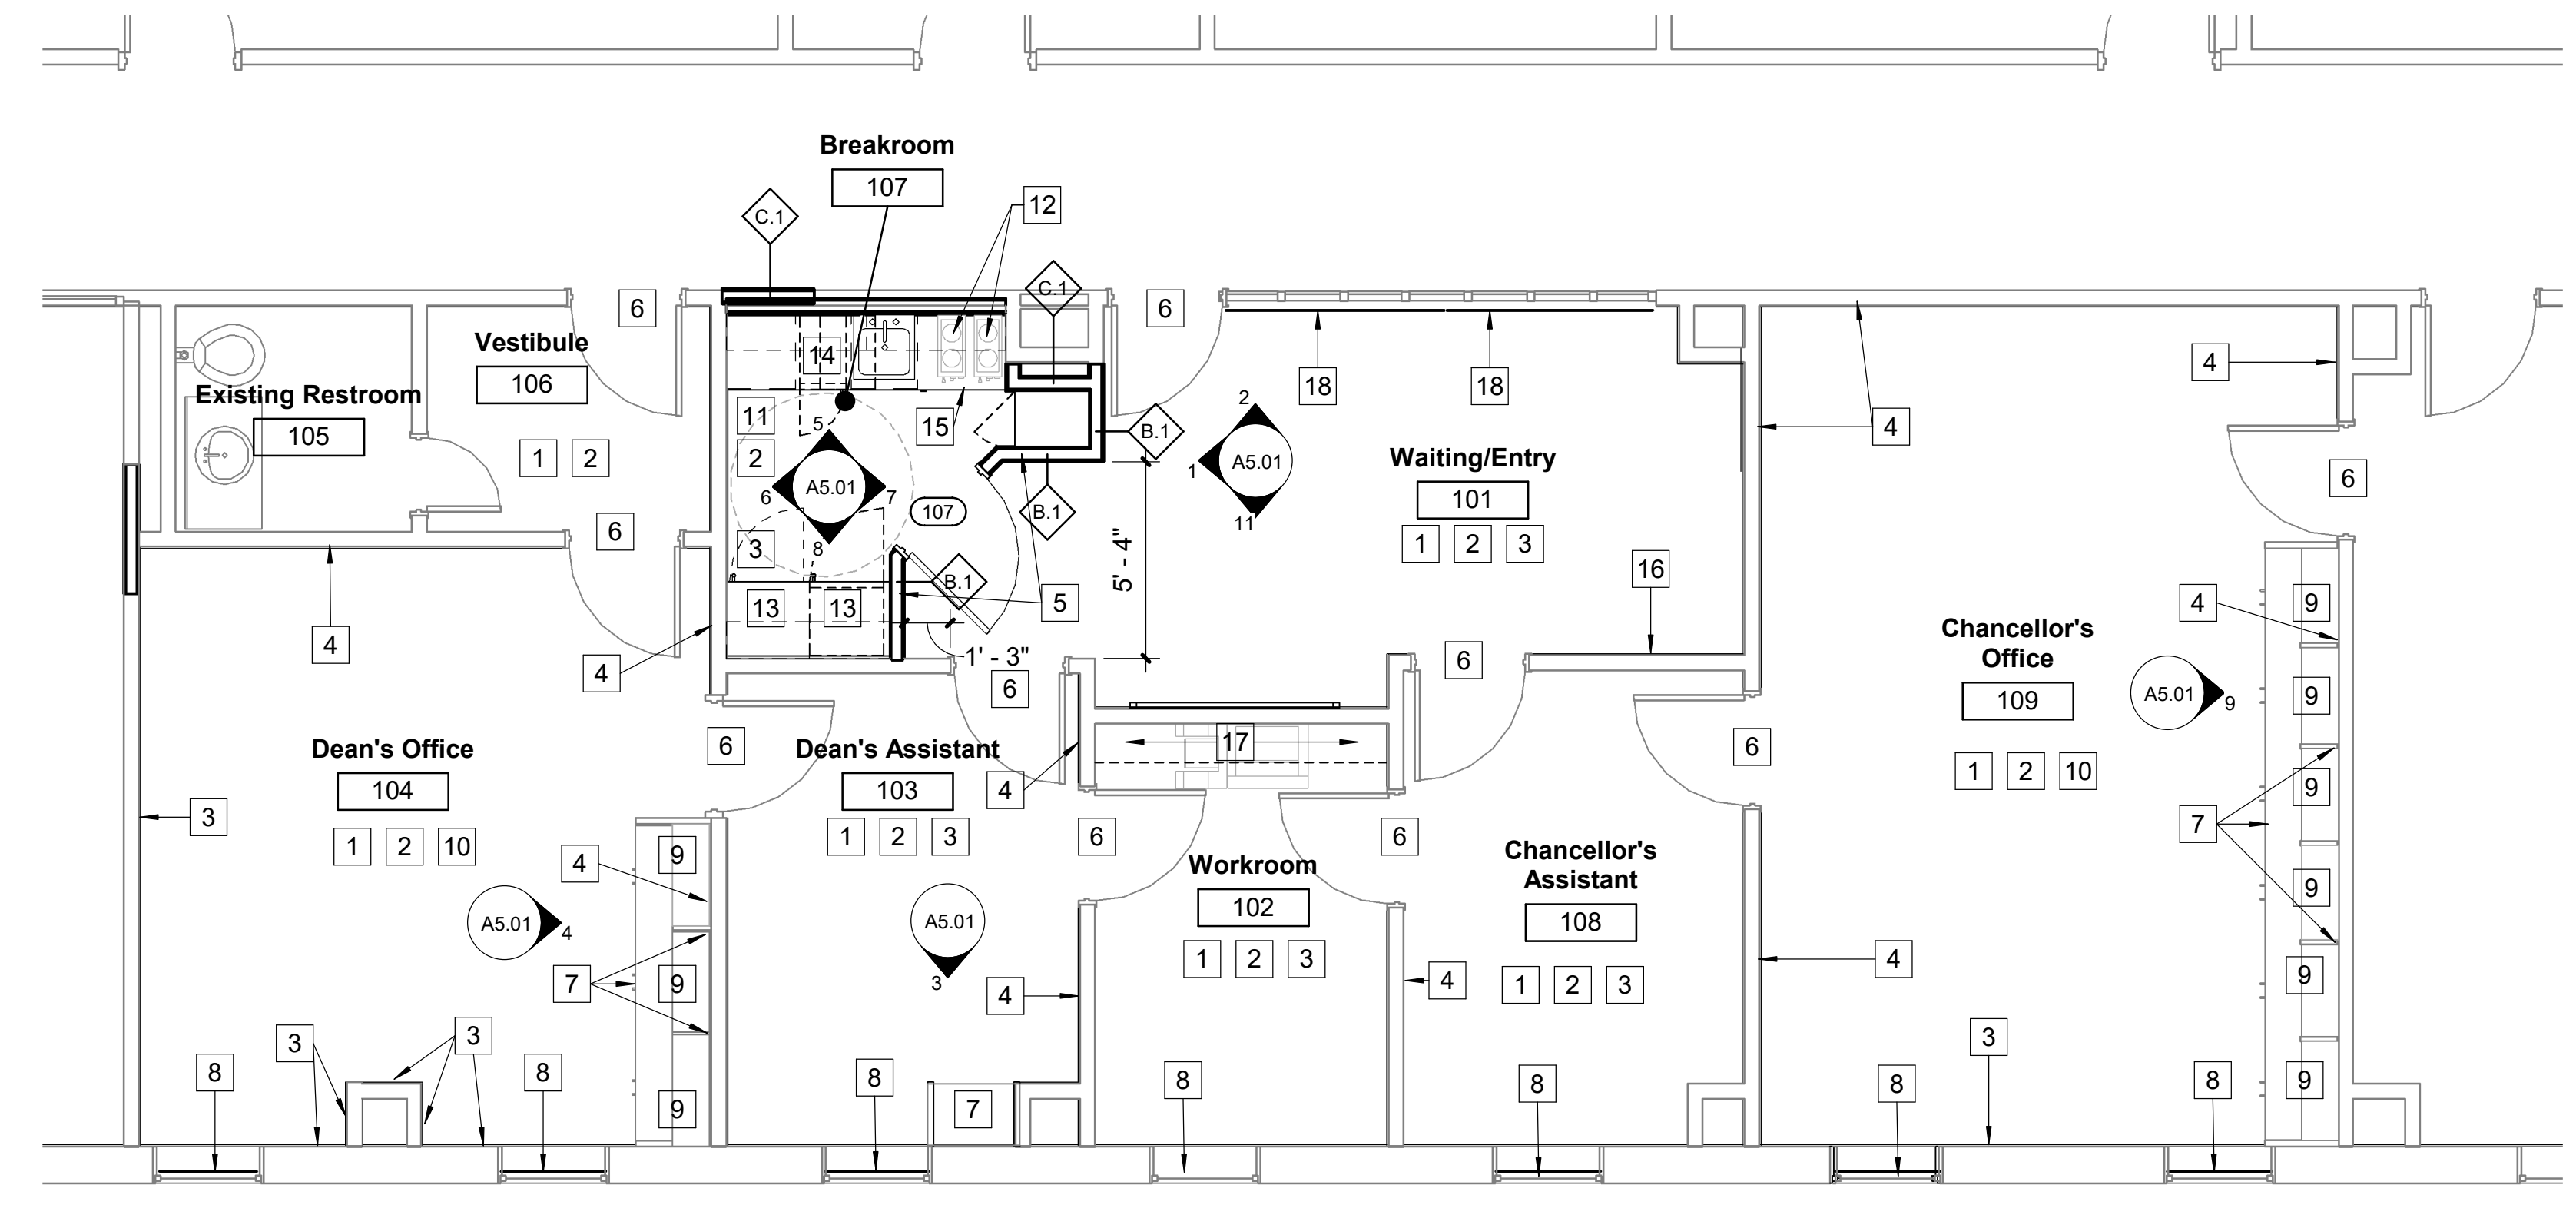 Breakroom
107
C.1
12
C.1
6
6
Vestibule
106
14
4
Existing Restroom
105
11
5
15
18
18
2
4
B.1
A5.01
1
11
Waiting/Entry
101
1 2 3
1 2
2
A5.01
6
7
8
107
B.1
6
6
3
5' - 4"
16
B.1
13
13
5
4
9
4
4
1' - 3"
6
6
Chancellor's
Office
109
A5.01
9
9
6
17
6
Dean's Office
104
Dean's Assistant
103
4
1 2 10
9
7
3
1 2 10
1 2 3
6
6
4
9
Workroom
102
Chancellor's
Assistant
108
9
A5.01
4
A5.01
3
1 2 3
4
9
7
9
4
4
1 2 3
3
3
3
8
8
8
7
8
8
8
8
9
9